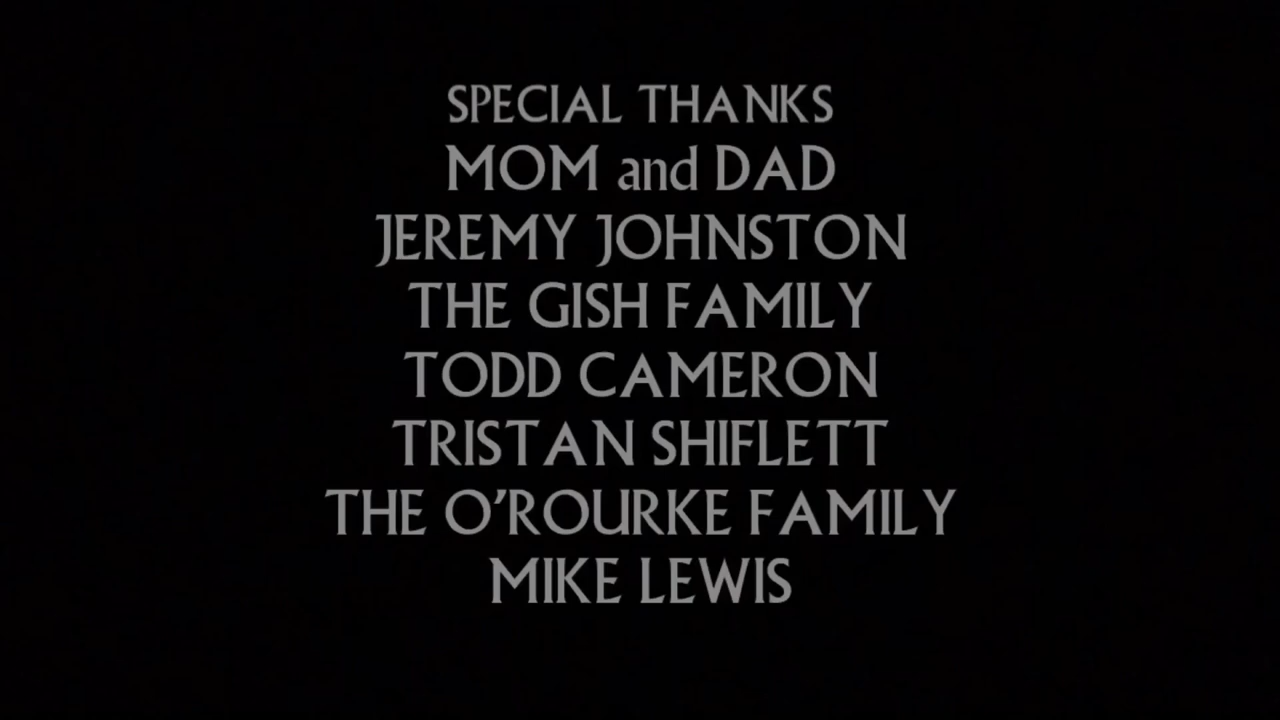 SPECIAL THANKS
MOM and DAD
JEREMY JOHNSTON
THE GISH FAMILY
TODD CAMERON
TRISTAN SHIFLETT
THE O'ROURKE FAMILY
MIKE LEWIS